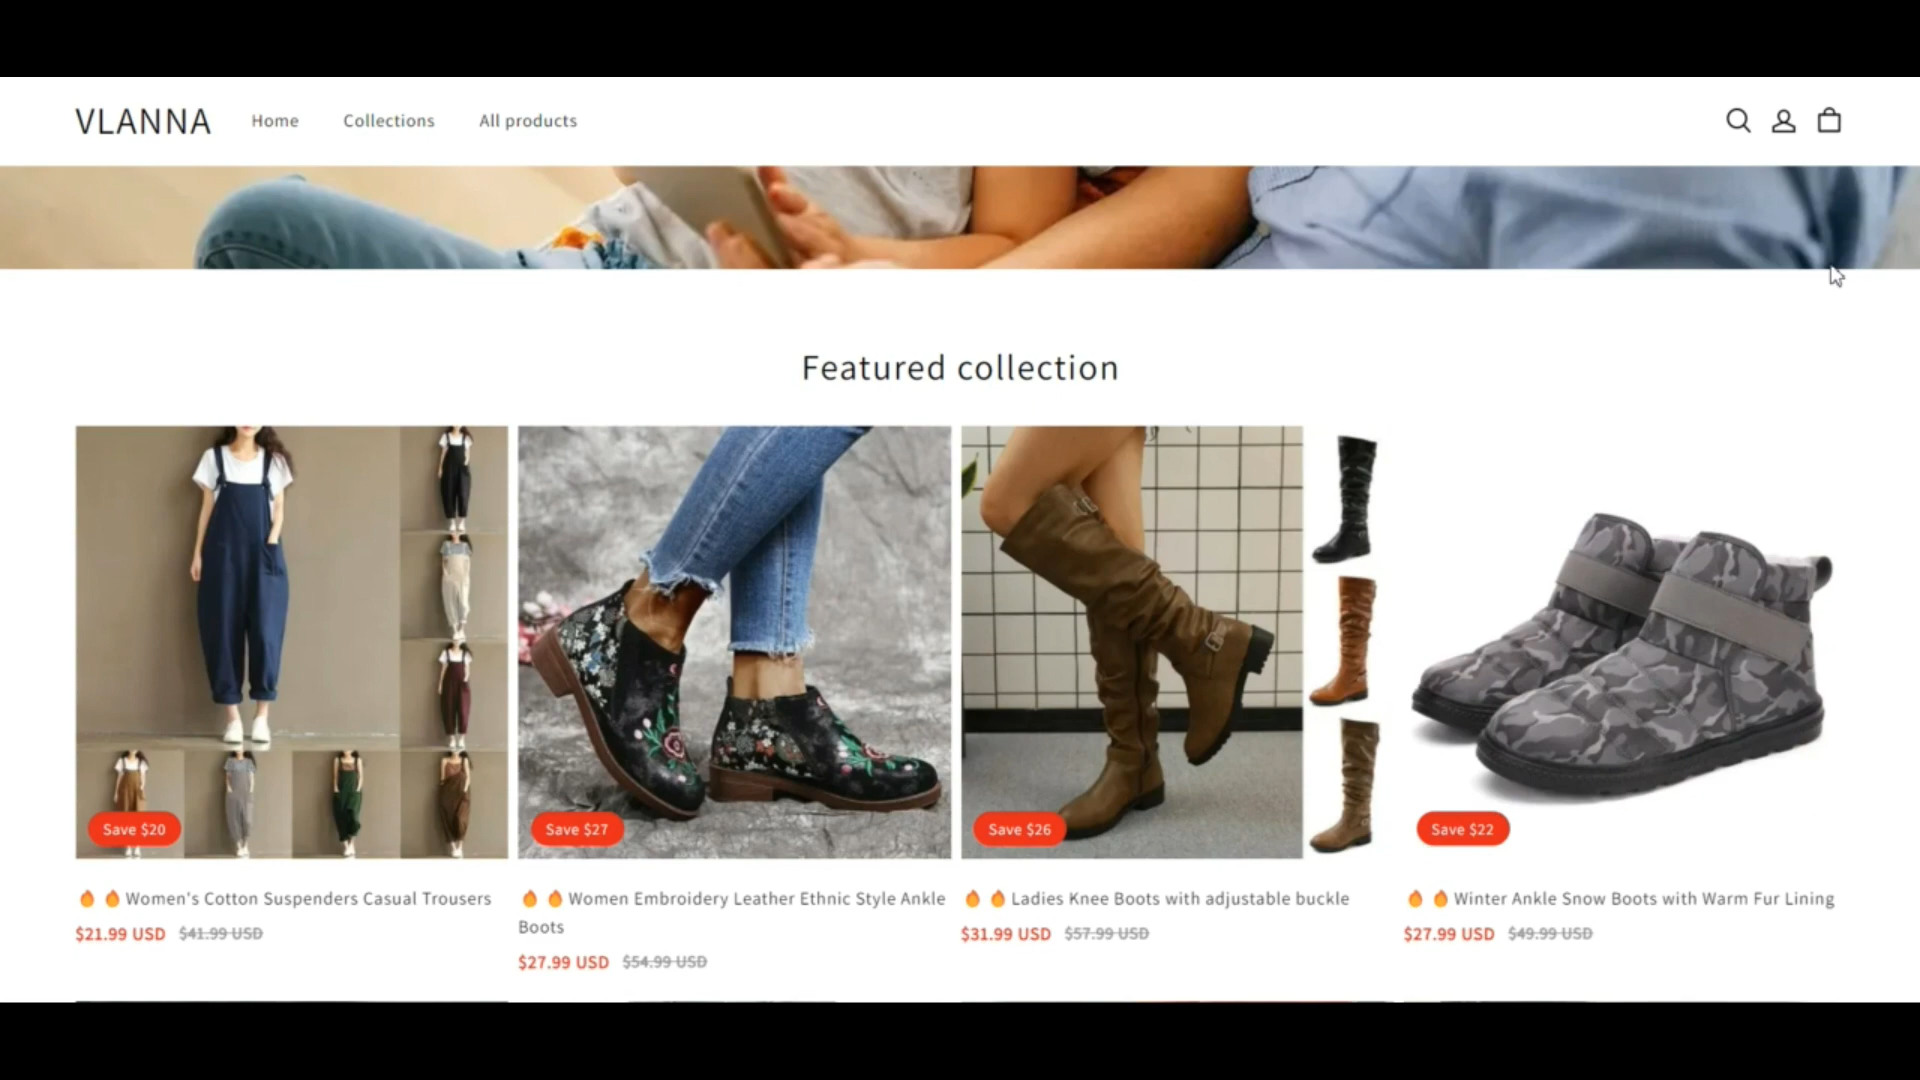 VLANNA Home Collections All products
Featured collection
Save $20 Save $27 Save $26 Save $22
🔥 🔥Women's Cotton Suspenders Casual Trousers
$21.99 USD $41.99 USD
🔥 🔥Women Embroidery Leather Ethnic Style Ankle
Boots
$27.99 USD $54.99 USD
🔥 🔥Ladies Knee Boots with adjustable buckle
$31.99 USD $57.99 USD
🔥 🔥Winter Ankle Snow Boots with Warm Fur Lining
$27.99 USD $49.99 USD